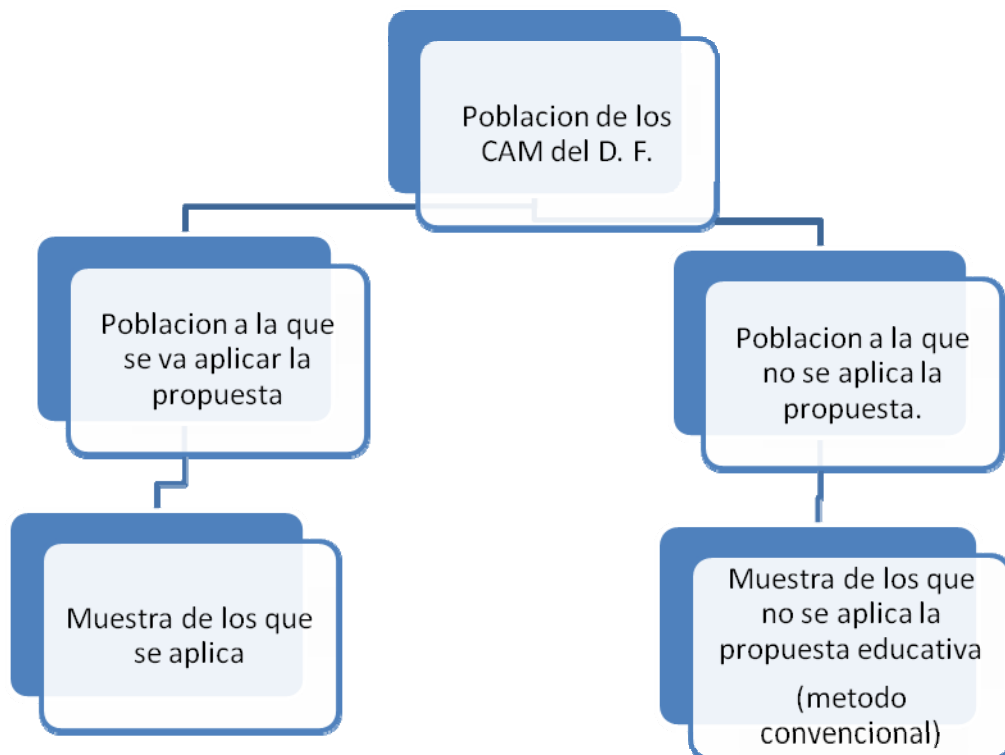 Poblacion de los
CAM del D. F.
Poblacion a la que
se va aplicar la
propuesta
Poblacion a la que
no se aplica la
propuesta.
Muestra de los que
se aplica
Muestra de los que
no se aplica la
propuesta educativa
(metodo
convencional)